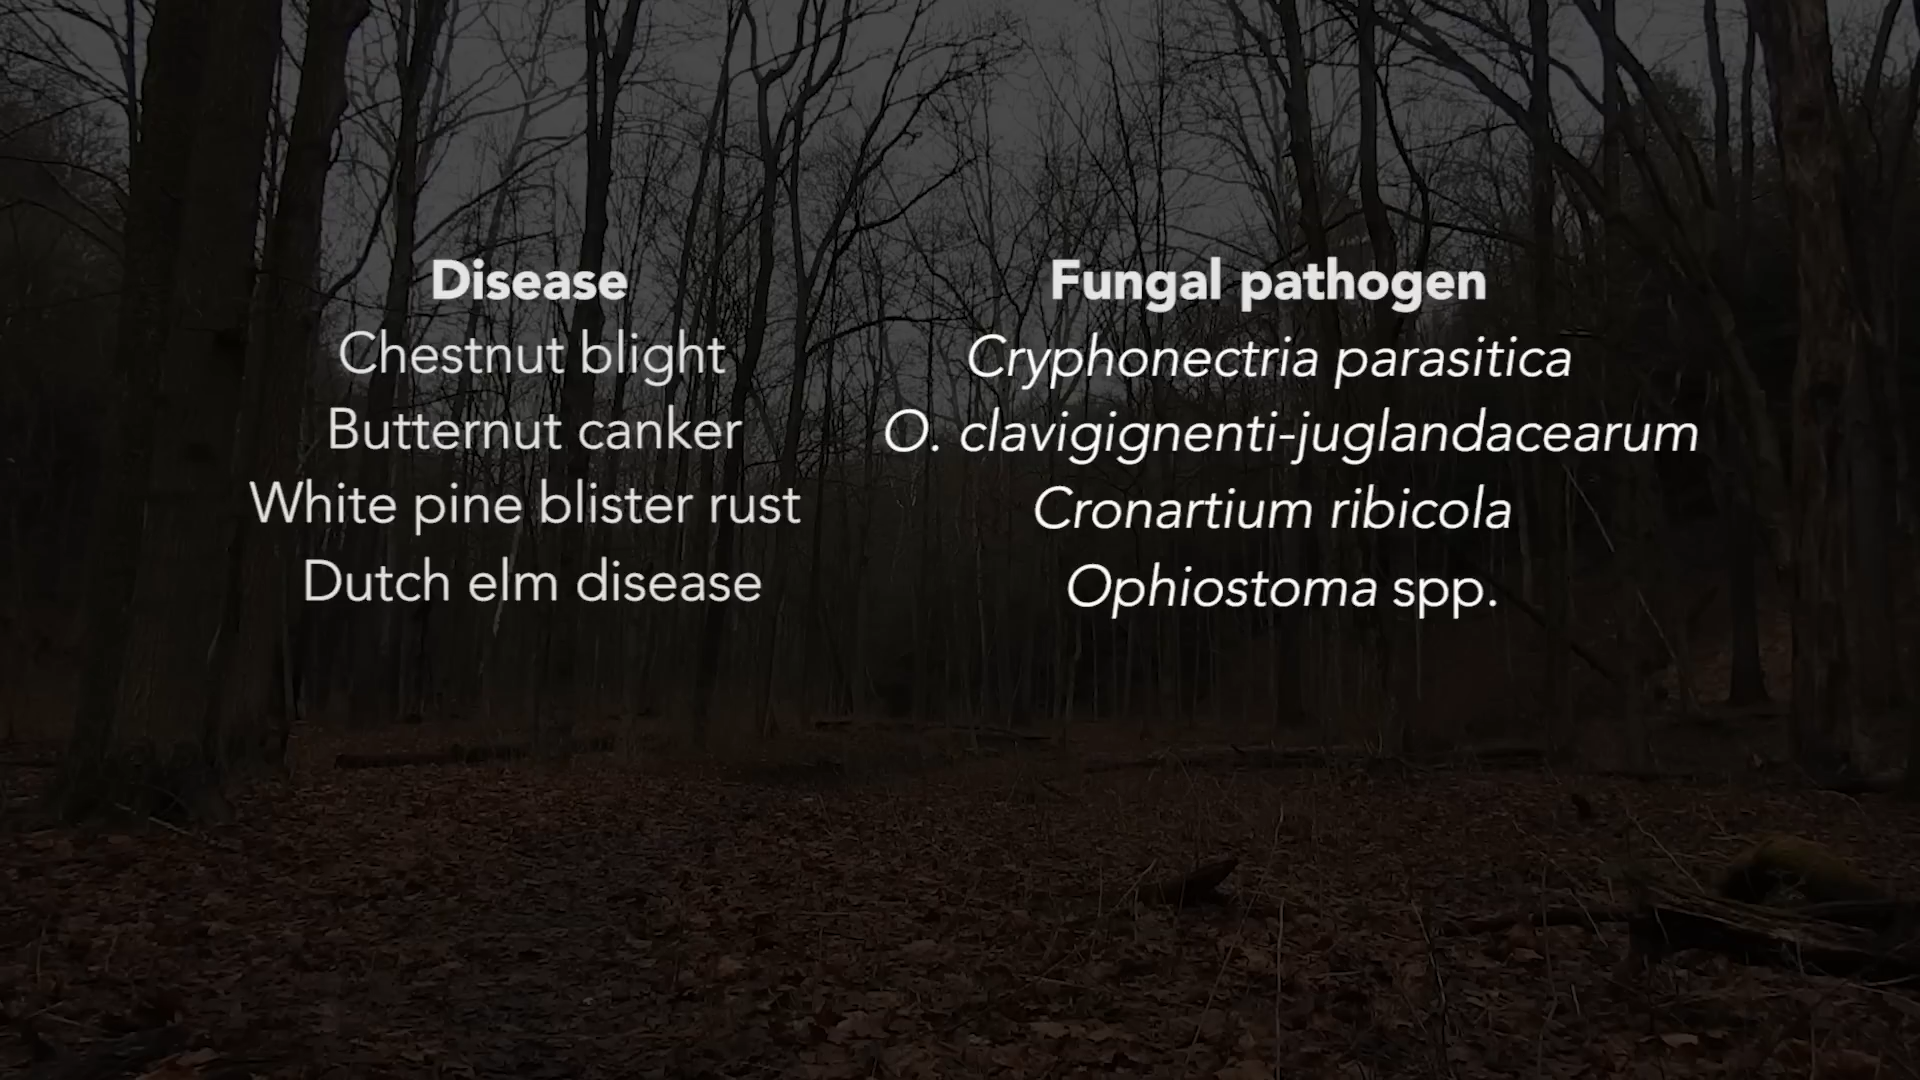 Disease Fungal pathogen
Chestnut blight Cryphonectria parasitica
Butternut canker O. clavigignenti-juglandacearum
White pine blister rust Cronartium ribicola
Dutch elm disease Ophiostoma spp.